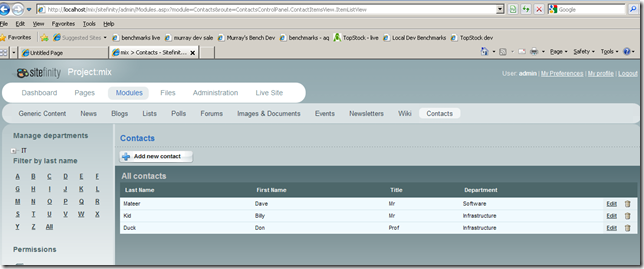 http://localhost/mx/sitefinity/admin/Modules.aspx?module=Contacts&route=ContactsControlPanel.ContactItemsView.ItemListView
Google
File Edit View Favorites Tools Help
Favorites Suggested Sites benchmarks live murray dev sale Murray's Bench Dev benchmarks - aq TopStock - live Local Dev Benchmarks TopStock Dev
Untitled Page
mix > Contacts - Sitefinity...
Page Safety Tools
sitefinity Project:mix
User: admin | My Preferences | My profile | Logout
Dashboard Pages Modules Files Administration Live Site
Generic Content News Blogs Lists Polls Forums Images & Documents Events Newsletters Wiki Contacts
Manage departments
IT
Filter by last name
A B C D E F
G H I J K L
M N O P Q R
S T U V W X
Y Z All
Permissions
Contacts
Add new contact
All contacts
Last Name First Name Title Department
Mateer Dave Mr Software Edit
Kid Billy Mr Infrastructure Edit
Duck Don Prof Infrastructure Edit